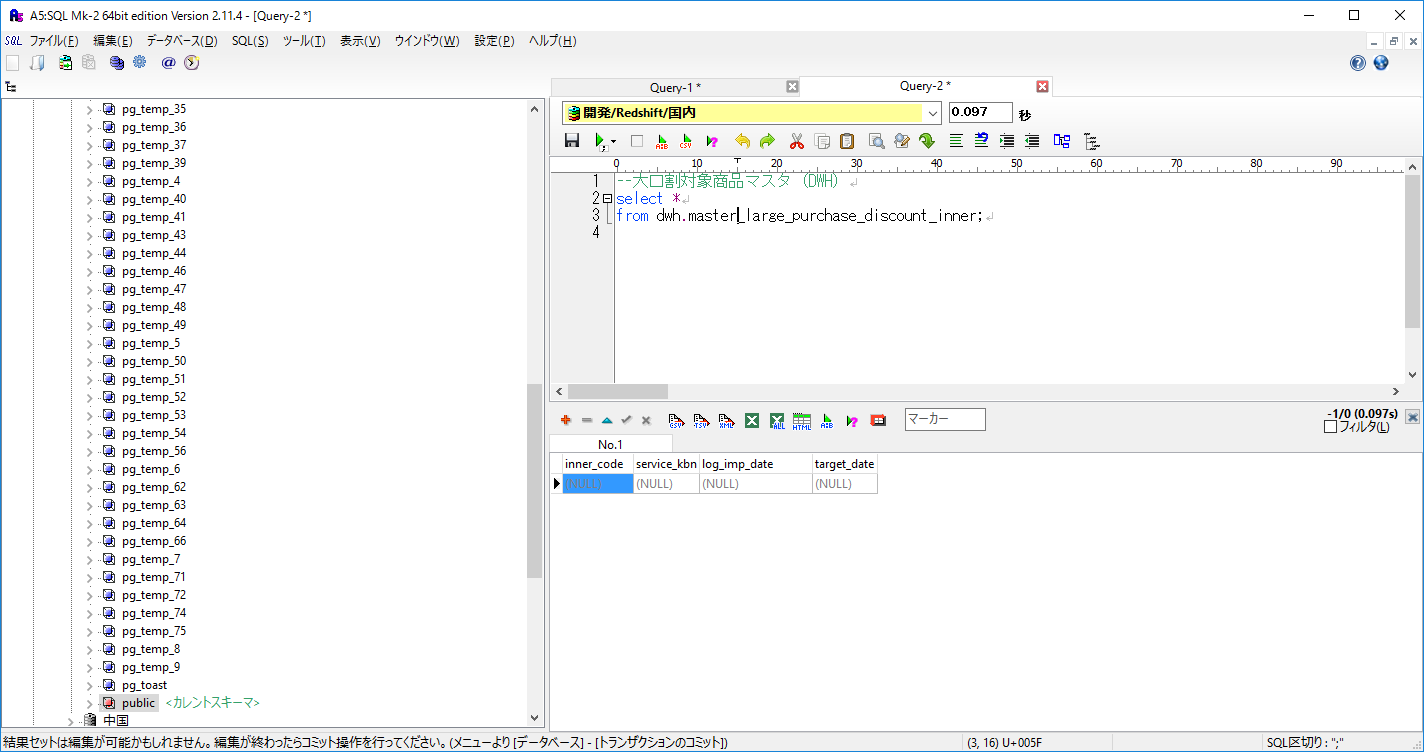 A5:SQL Mk-2 64bit edition Version 2.11.4 - [Query-2 *]
SQL ファイル(F) 編集(E) データベース(D) SQL(S) ツール(T) 表示(V) ウインドウ(W) 設定(P) ヘルプ(H)
pg_temp_35
pg_temp_36
pg_temp_37
pg_temp_39
pg_temp_4
pg_temp_40
pg_temp_41
pg_temp_43
pg_temp_44
pg_temp_46
pg_temp_47
pg_temp_48
pg_temp_49
pg_temp_5
pg_temp_50
pg_temp_51
pg_temp_52
pg_temp_53
pg_temp_54
pg_temp_56
pg_temp_6
pg_temp_62
pg_temp_63
pg_temp_64
pg_temp_66
pg_temp_7
pg_temp_71
pg_temp_72
pg_temp_74
pg_temp_75
pg_temp_8
pg_temp_9
pg_toast
public <カレントスキーマ>
中国
Query-1 * Query-2 *
開発/Redshift/国内 0.097 秒
0 10 20 30 40 50 60 70 80 90
1 --大口割対象商品マスタ（DWH）
2 select *
3 from dwh.master_large_purchase_discount_inner;
4
マーカー -1/0 (0.097s)
フィルタ(L)
No.1
inner_code service_kbn log_imp_date target_date
(NULL) (NULL) (NULL) (NULL)
結果セットは編集が可能かもしれません。編集が終わったらコミット操作を行ってください。(メニューより [データベース] - [トランザクションのコミット]) (3, 16) U+005F SQL区切り : ";"